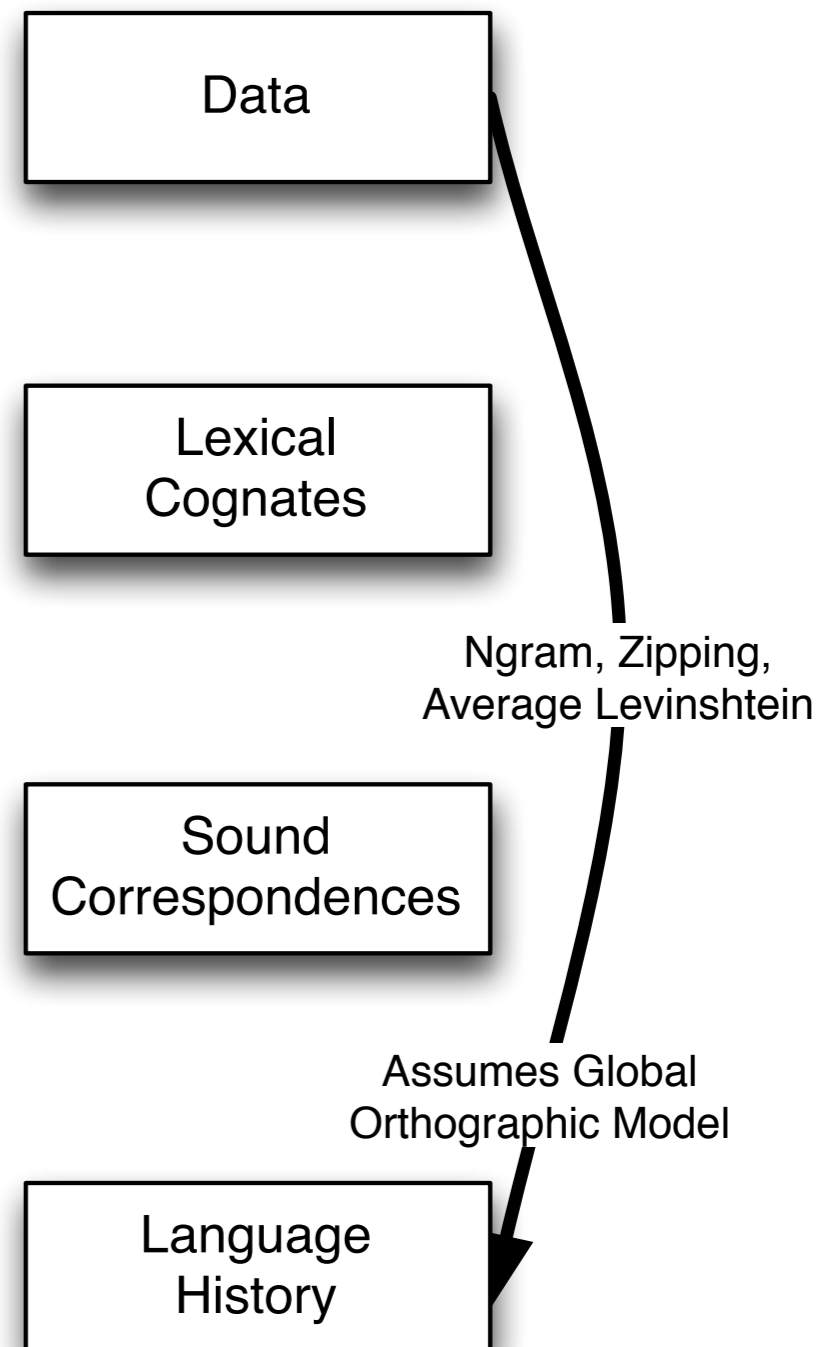 Data
Lexical
Cognates
Ngram, Zipping,
Average Levinshtein
Sound
Correspondences
Assumes Global
Orthographic Model
Language
History